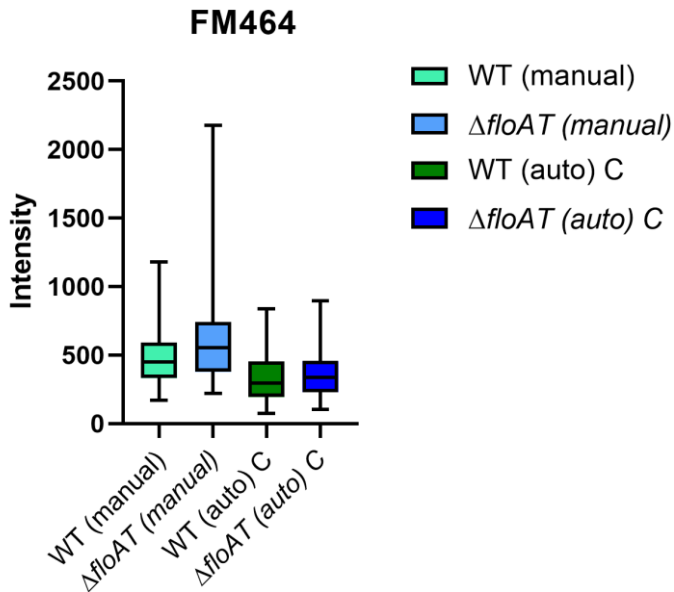 FM464
2500
2000
1500
1000
500
0
Intensity
WT (manual)
ΔfloAT (manual)
WT (auto) C
ΔfloAT (auto) C
WT (manual)
ΔfloAT (manual)
WT (auto) C
ΔfloAT (auto) C